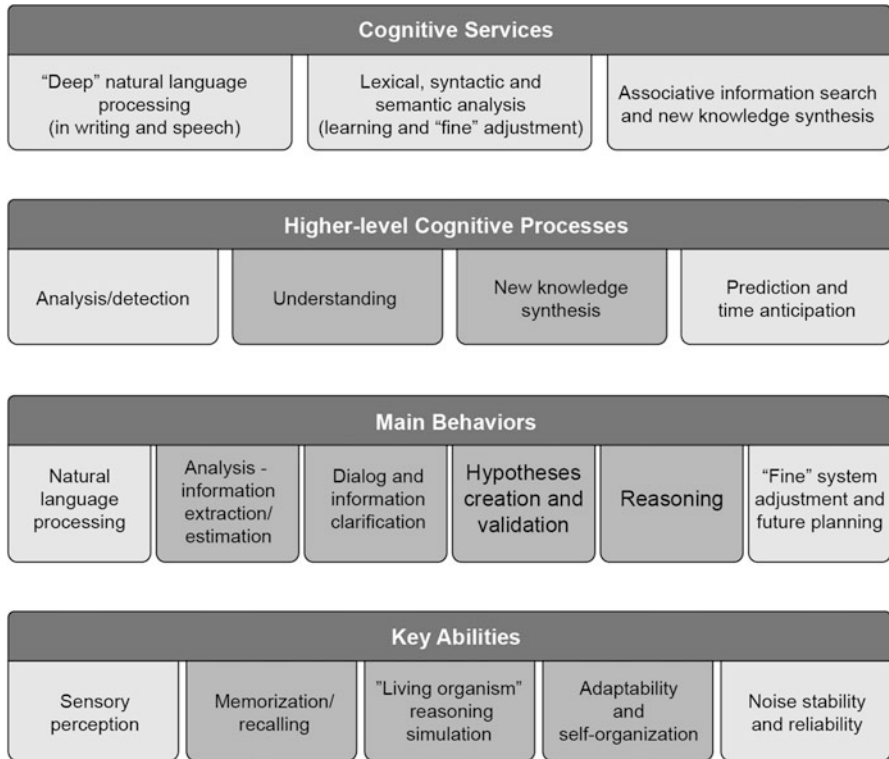 Cognitive Services
“Deep” natural language
processing
(in writing and speech)
Lexical, syntactic and
semantic analysis
(learning and “fine” adjustment)
Associative information search
and new knowledge synthesis
Higher-level Cognitive Processes
Analysis/detection
Understanding
New knowledge
synthesis
Prediction and
time anticipation
Main Behaviors
Natural
language
processing
Analysis -
information
extraction/
estimation
Dialog and
information
clarification
Hypotheses
creation and
validation
Reasoning
“Fine” system
adjustment and
future planning
Key Abilities
Sensory
perception
Memorization/
recalling
”Living organism”
reasoning
simulation
Adaptability
and
self-organization
Noise stability
and reliability